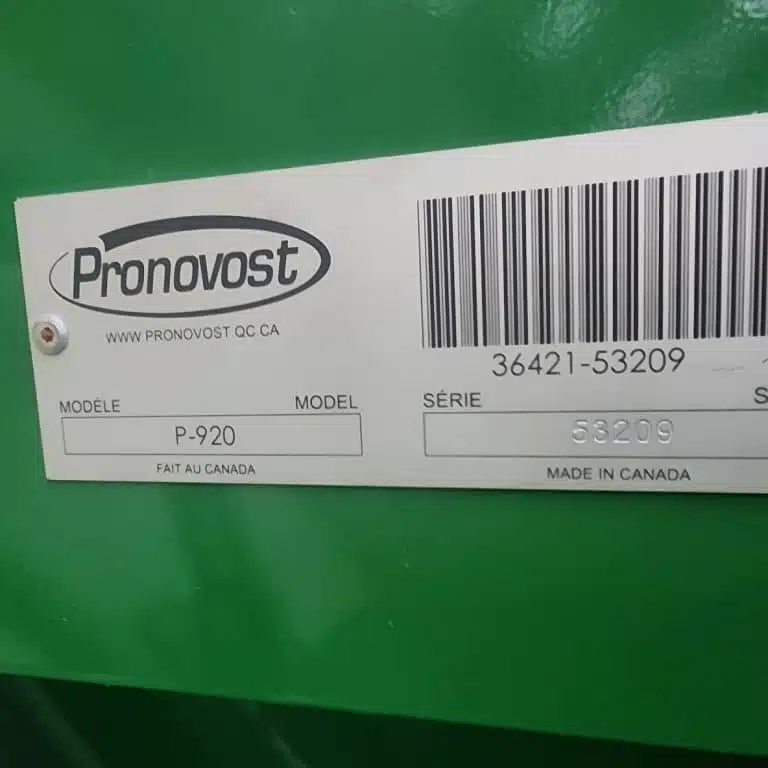 Pronovost
WWW PRONOVOST QC CA
36421-53209
MODÈLE MODEL
P-920
FAIT AU CANADA
SÉRIE S
53209
MADE IN CANADA